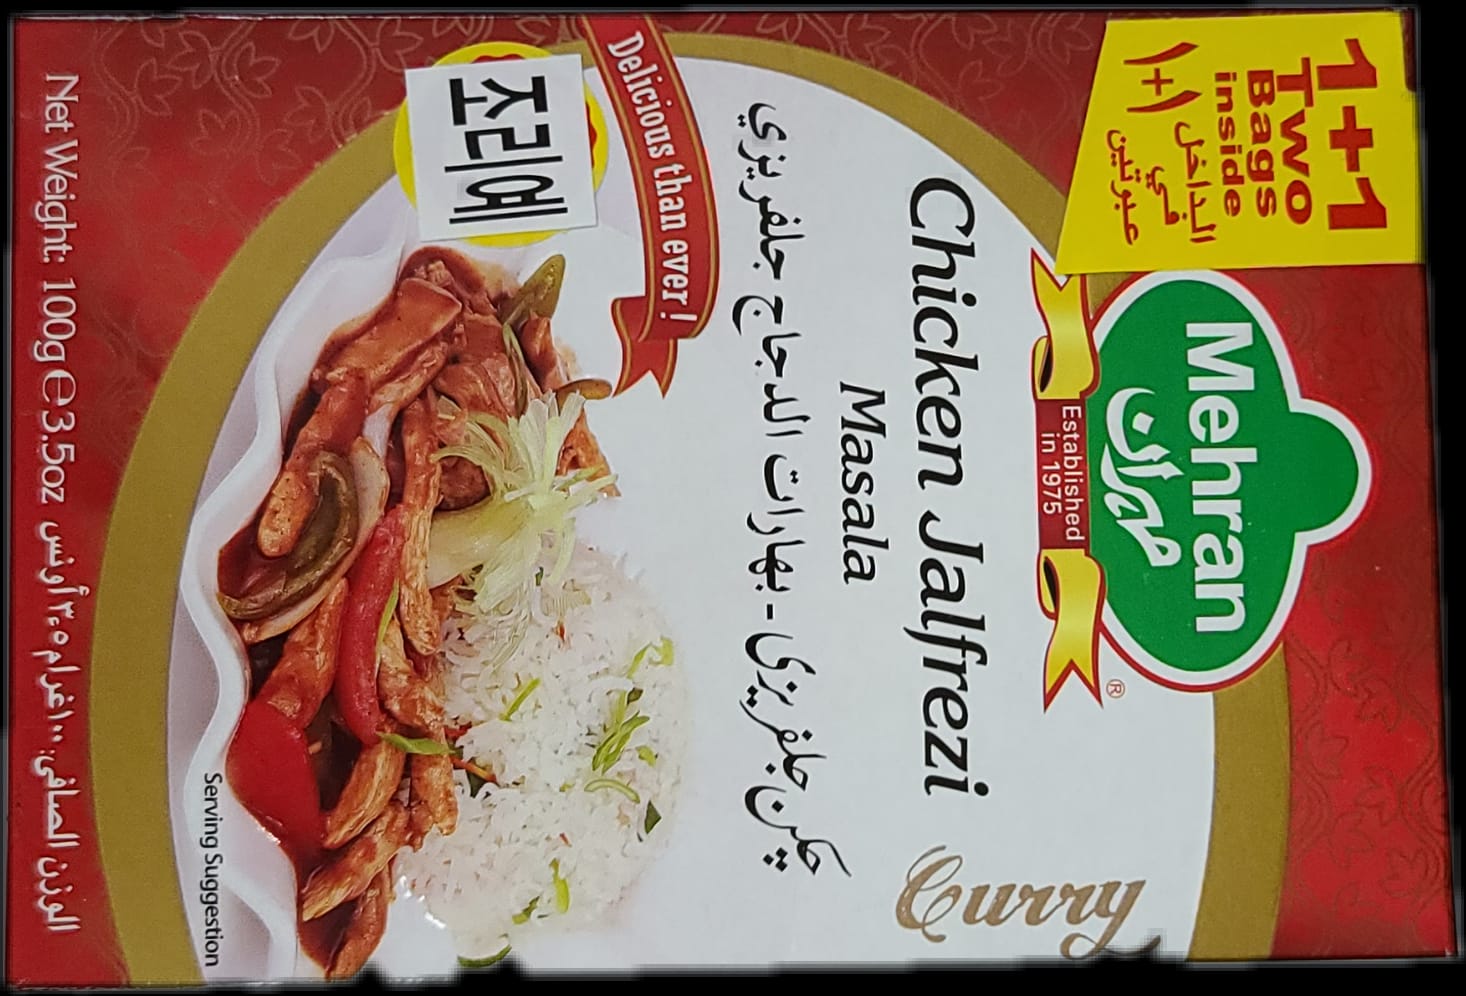 1+1
Two
Bags
inside
١+١
في الداخل
عبوتين
Mehran
مهران
®
Established
in 1975
Curry
Chicken Jalfrezi
Masala
جلفريزي الدجاج بهارات - چکن جلفریزی
Delicious than ever!
조리예
Serving Suggestion
Net Weight: 100g ℮ 3.5oz الوزن الصافي: ١٠٠غرام ٣.٥ أونس